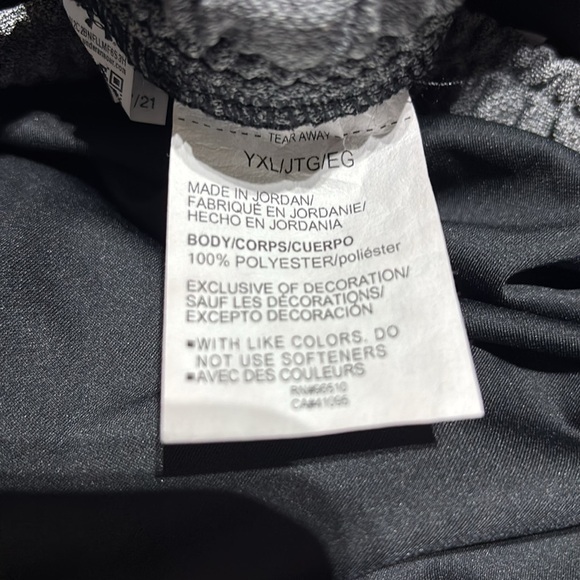 /21
TEAR AWAY
YXL/JTG/EG
MADE IN JORDAN/
FABRIQUÉ EN JORDANIE/
HECHO EN JORDANIA
BODY/CORPS/CUERPO
100% POLYESTER/poliéster
EXCLUSIVE OF DECORATION/
SAUF LES DÉCORATIONS/
EXCEPTO DECORACIÓN
▪WITH LIKE COLORS. DO
NOT USE SOFTENERS
▪AVEC DES COULEURS
RN#96510
CA#41095